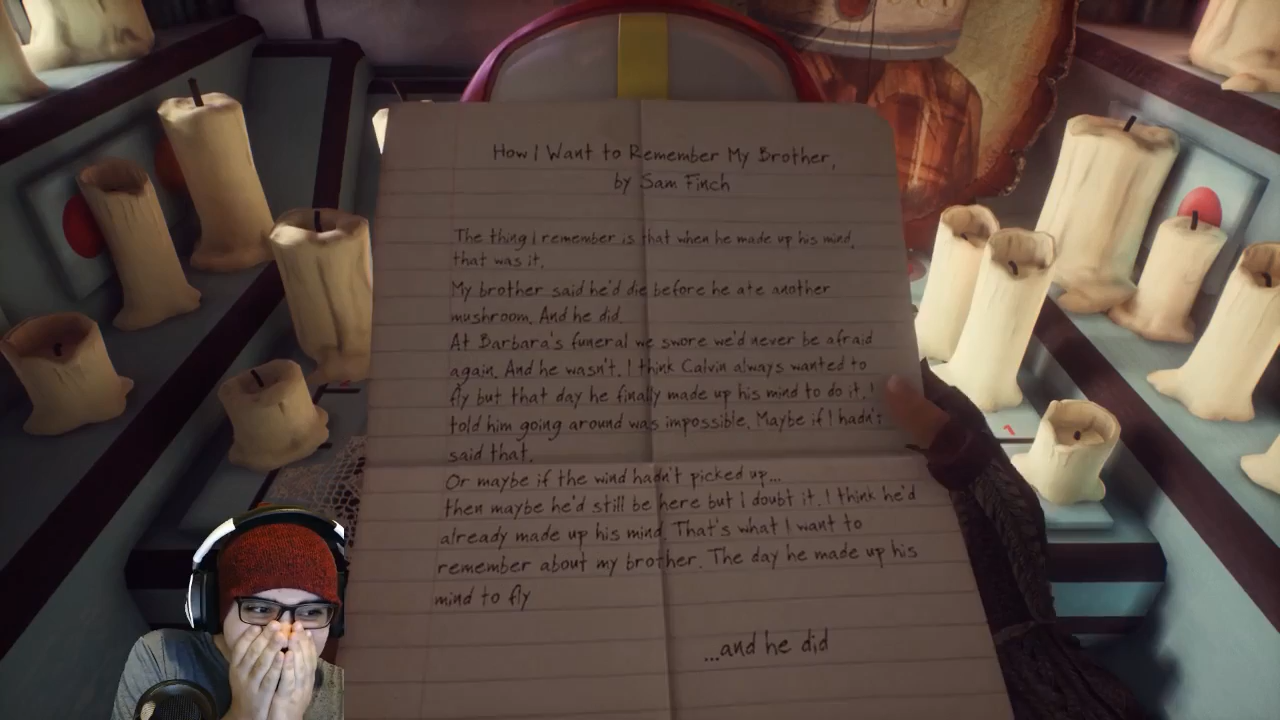 How I Want to Remember My Brother,
by Sam Finch
The thing I remember is that when he made up his mind,
that was it.
My brother said he'd die before he ate another
mushroom. And he did
At Barbara's funeral we swore we'd never be afraid
again. And he wasn't. I think Calvin always wanted to
fly but that day he finally made up his mind to do it. I
told him going around was impossible. Maybe if I hadn't
said that.
Or maybe if the wind hadn't picked up...
then maybe he'd still be here but I doubt it. I think he'd
already made up his mind. That's what I want to
remember about my brother. The day he made up his
mind to fly
...and he did
1